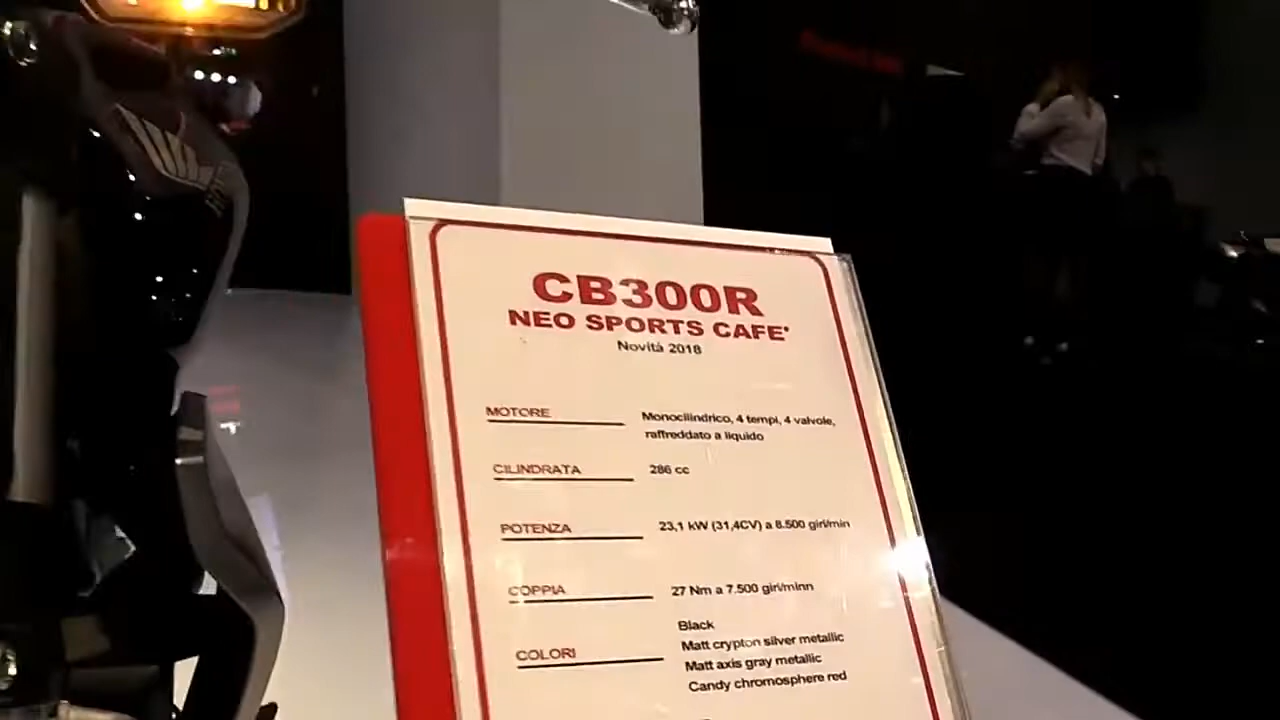 CB300R
NEO SPORTS CAFE'
Novità 2018
MOTORE
Monocilindrico, 4 tempi, 4 valvole,
raffreddato a liquido
CILINDRATA
286 cc
POTENZA
23,1 kW (31,4CV) a 8.500 giri/min
COPPIA
27 Nm a 7.500 giri/minn
COLORI
Black
Matt crypton silver metallic
Matt axis gray metallic
Candy chromosphere red